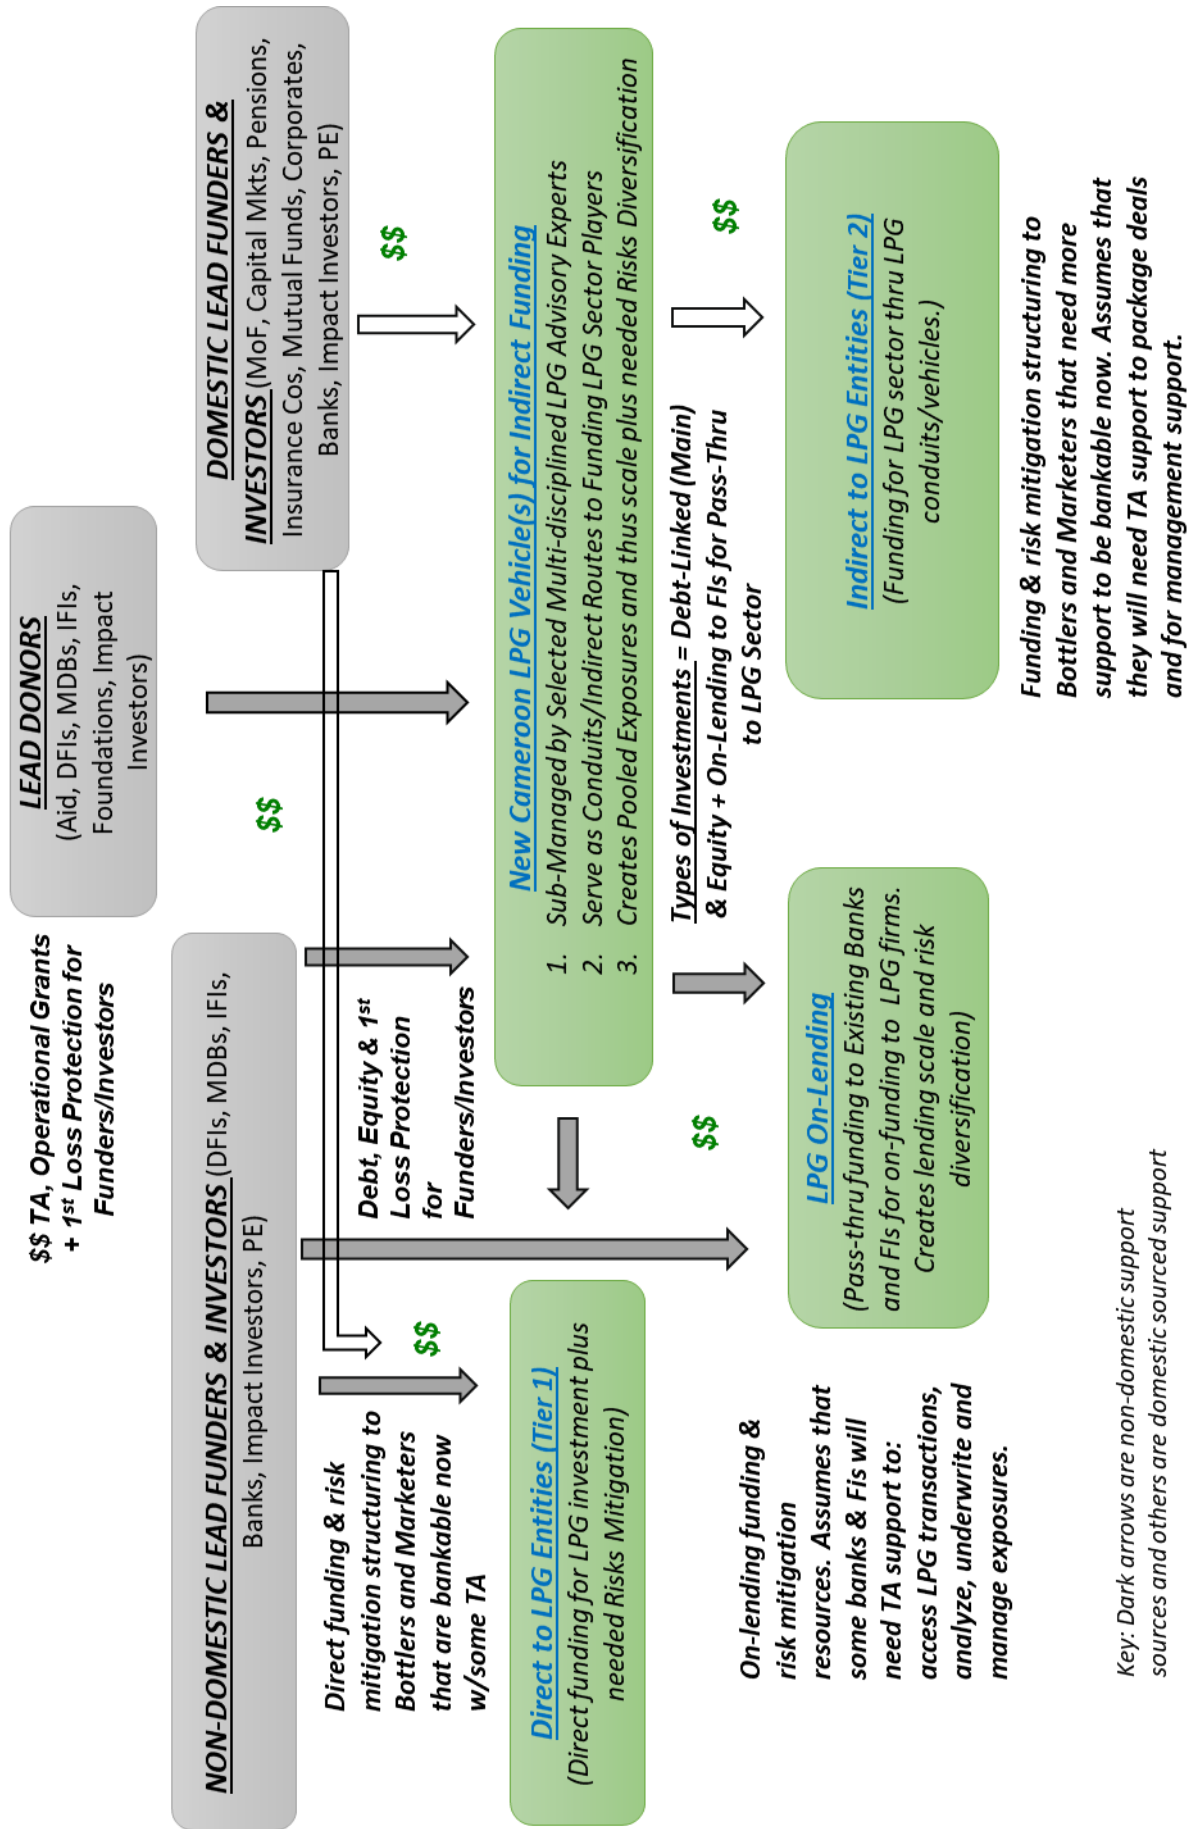 LEAD DONORS
(Aid, DFIs, MDBs, IFIs,
Foundations, Impact
Investors)
$$ TA, Operational Grants
+ 1st Loss Protection for
Funders/Investors
NON-DOMESTIC LEAD FUNDERS & INVESTORS (DFIs, MDBs, IFIs,
Banks, Impact Investors, PE)
DOMESTIC LEAD FUNDERS &
INVESTORS (MoF, Capital Mkts, Pensions,
Insurance Cos, Mutual Funds, Corporates,
Banks, Impact Investors, PE)
$$
$$
Direct funding & risk
mitigation structuring to
Bottlers and Marketers
that are bankable now
w/some TA
$$
Debt, Equity & 1st
Loss Protection
for
Funders/Investors
Direct to LPG Entities (Tier 1)
(Direct funding for LPG investment plus
needed Risks Mitigation)
New Cameroon LPG Vehicle(s) for Indirect Funding
1. Sub-Managed by Selected Multi-disciplined LPG Advisory Experts
2. Serve as Conduits/Indirect Routes to Funding LPG Sector Players
3. Creates Pooled Exposures and thus scale plus needed Risks Diversification
$$
Types of Investments = Debt-Linked (Main)
& Equity + On-Lending to FIs for Pass-Thru
to LPG Sector
$$
On-lending funding &
risk mitigation
resources. Assumes that
some banks & Fis will
need TA support to:
access LPG transactions,
analyze, underwrite and
manage exposures.
LPG On-Lending
(Pass-thru funding to Existing Banks
and FIs for on-funding to LPG firms.
Creates lending scale and risk
diversification)
Indirect to LPG Entities (Tier 2)
(Funding for LPG sector thru LPG
conduits/vehicles.)
Funding & risk mitigation structuring to
Bottlers and Marketers that need more
support to be bankable now. Assumes that
they will need TA support to package deals
and for management support.
Key: Dark arrows are non-domestic support
sources and others are domestic sourced support